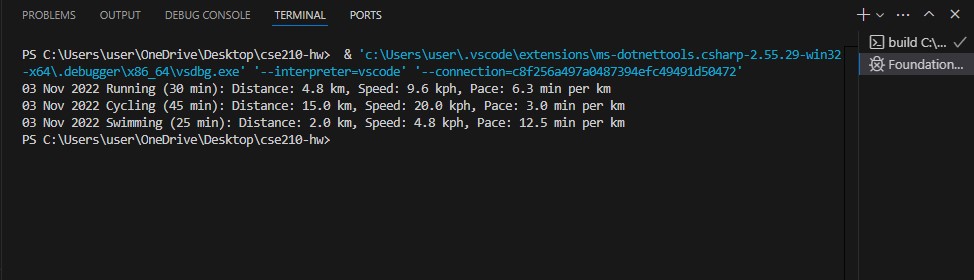 PROBLEMS OUTPUT DEBUG CONSOLE TERMINAL PORTS
PS C:\Users\user\OneDrive\Desktop\cse210-hw>  & 'c:\Users\user\.vscode\extensions\ms-dotnettools.csharp-2.55.29-win32
-x64\.debugger\x86_64\vsdbg.exe' '--interpreter=vscode' '--connection=c8f256a497a0487394efc49491d50472'
03 Nov 2022 Running (30 min): Distance: 4.8 km, Speed: 9.6 kph, Pace: 6.3 min per km
03 Nov 2022 Cycling (45 min): Distance: 15.0 km, Speed: 20.0 kph, Pace: 3.0 min per km
03 Nov 2022 Swimming (25 min): Distance: 2.0 km, Speed: 4.8 kph, Pace: 12.5 min per km
PS C:\Users\user\OneDrive\Desktop\cse210-hw>
build C:\...
Foundation...